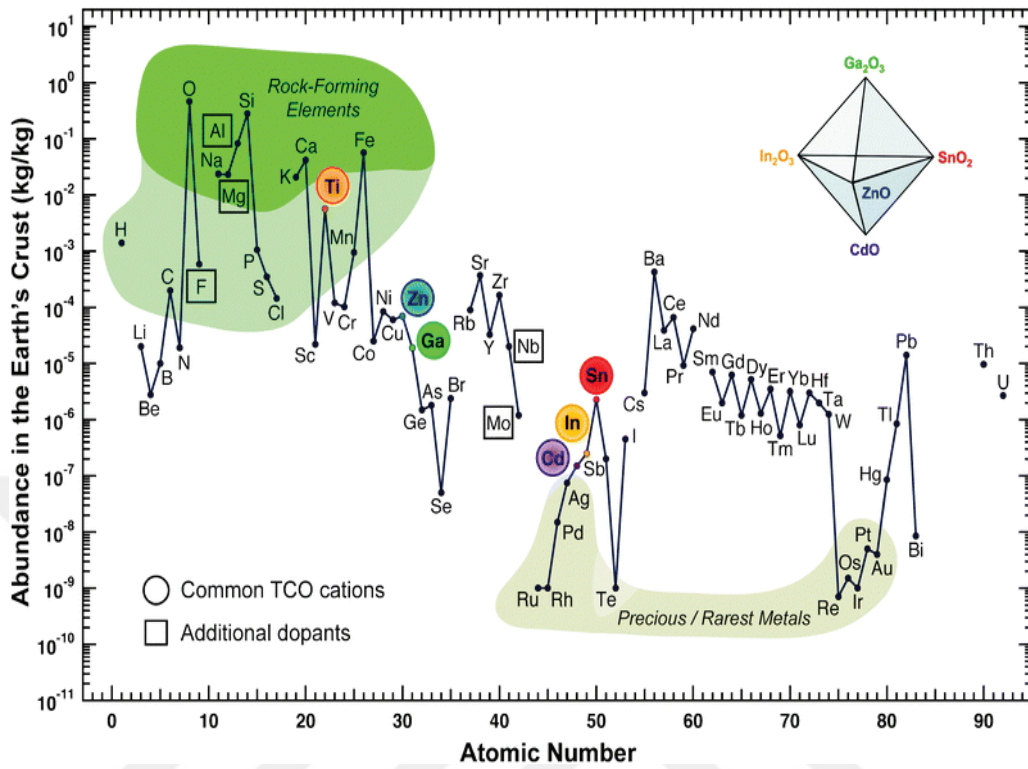 10¹
10⁰
10⁻¹
10⁻²
10⁻³
10⁻⁴
10⁻⁵
10⁻⁶
10⁻⁷
10⁻⁸
10⁻⁹
10⁻¹⁰
10⁻¹¹
Abundance in the Earth's Crust (kg/kg)
Rock-Forming
Elements
H
Li
Be
B
C
N
O
F
Na
Mg
Al
Si
P
S
Cl
K
Ca
Sc
Ti
V
Cr
Mn
Fe
Co
Ni
Cu
Zn
Ga
Ge
As
Se
Br
Rb
Sr
Y
Zr
Nb
Mo
Ru
Rh
Pd
Ag
Cd
In
Sn
Sb
Te
I
Cs
Ba
La
Ce
Pr
Nd
Sm
Eu
Gd
Tb
Dy
Ho
Er
Tm
Yb
Lu
Hf
Ta
W
Re
Os
Ir
Pt
Au
Hg
Tl
Pb
Bi
Th
U
Ga₂O₃
In₂O₃
SnO₂
ZnO
CdO
Precious / Rarest Metals
Common TCO cations
Additional dopants
0 10 20 30 40 50 60 70 80 90
Atomic Number